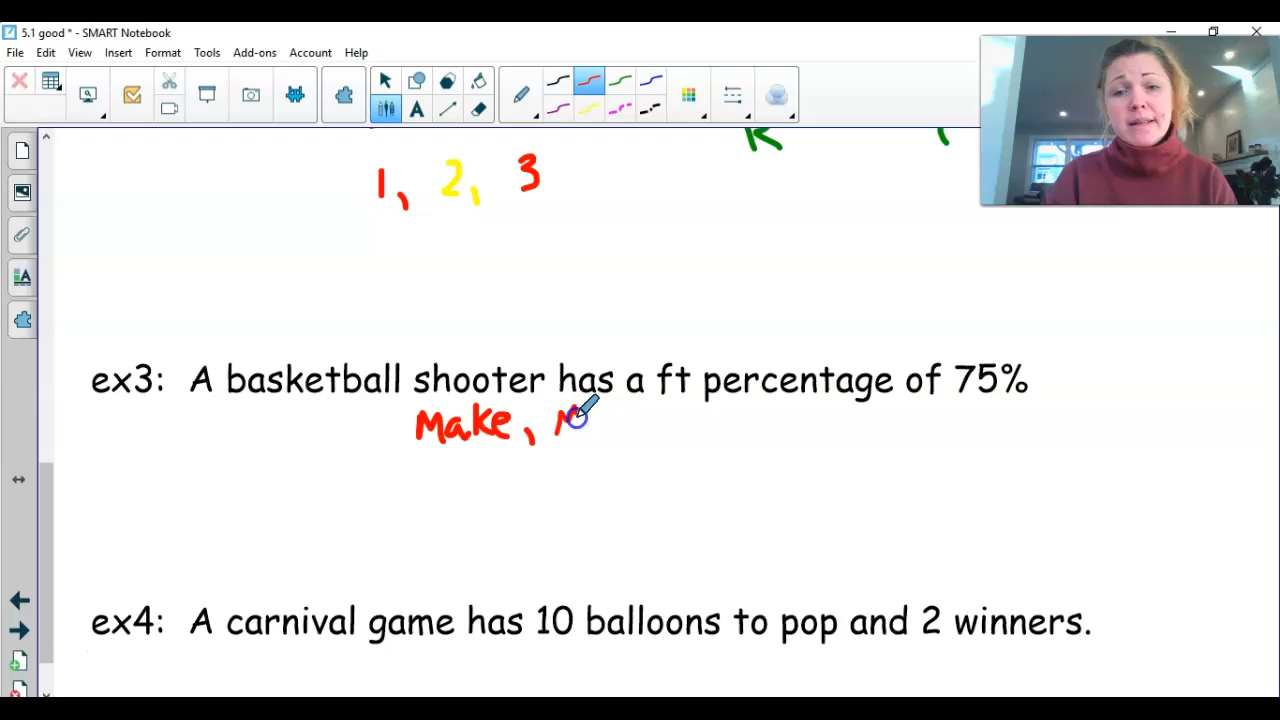 5.1 good * - SMART Notebook
File Edit View Insert Format Tools Add-ons Account Help
1, 2, 3
ex3: A basketball shooter has a ft percentage of 75%
Make, M
ex4: A carnival game has 10 balloons to pop and 2 winners.